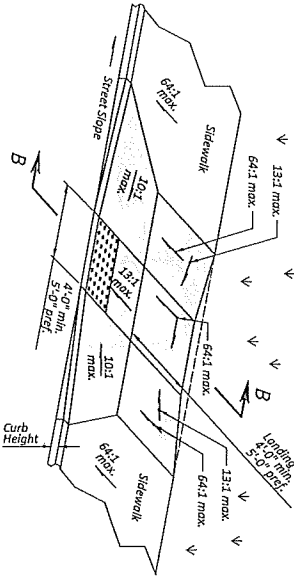 Sidewalk
64:1
max.
13:1 max.
64:1 max.
Street Slope
10:1
max.
13:1
max.
64:1 max.
B
B
4'-0" min.
5'-0" pref.
10:1
max.
Landing
4'-0" min.
5'-0" pref.
13:1 max.
64:1 max.
Curb
Height
Sidewalk
64:1
max.